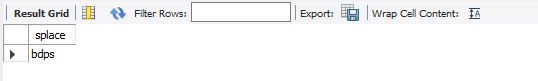 Result Grid Filter Rows: Export: Wrap Cell Content:
splace
bdps